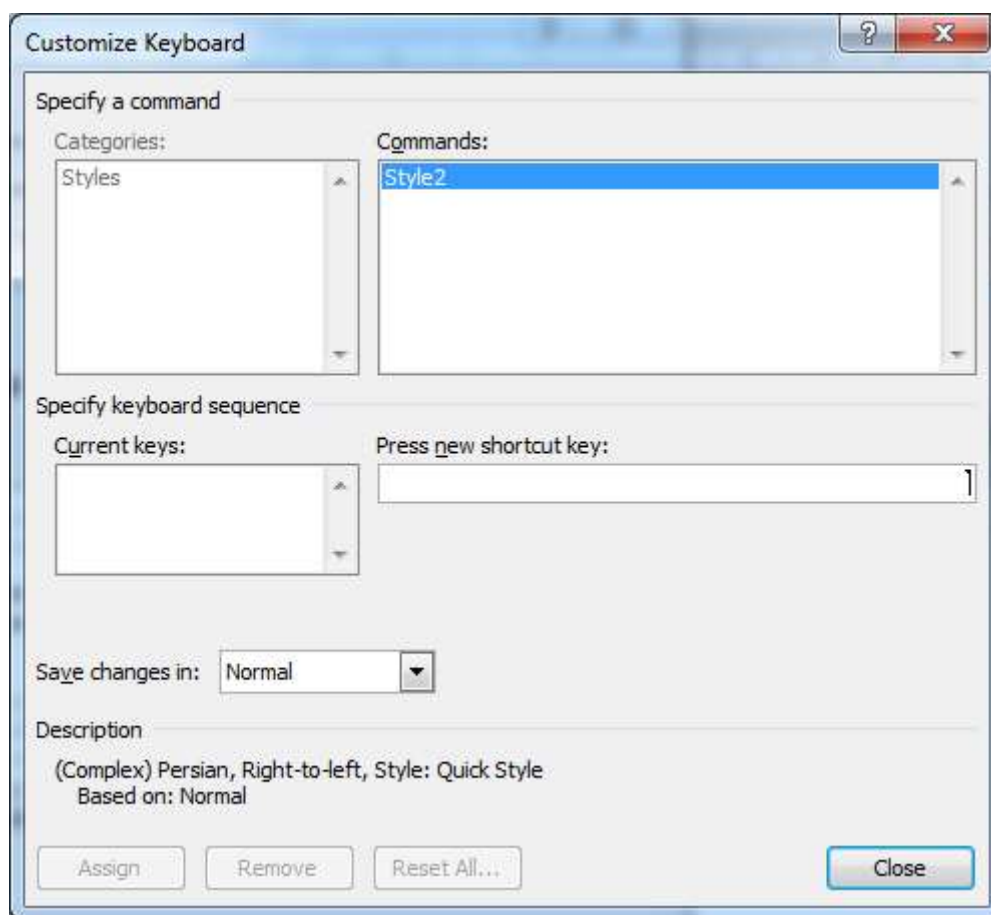 Customize Keyboard
Specify a command
Categories:
Commands:
Styles
Style2
Specify keyboard sequence
Current keys:
Press new shortcut key:
Save changes in: Normal
Description
(Complex) Persian, Right-to-left, Style: Quick Style
Based on: Normal
Assign
Remove
Reset All...
Close